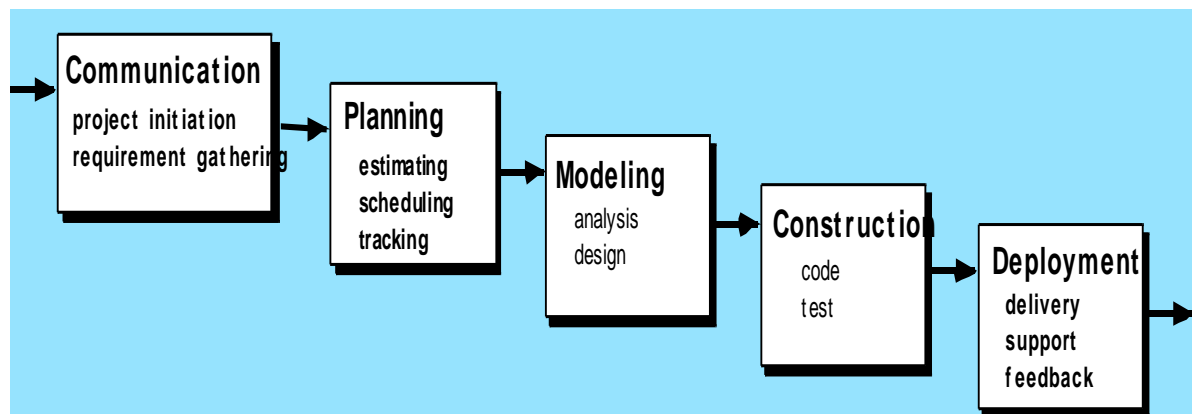 Communication
project initiation
requirement gathering
Planning
estimating
scheduling
tracking
Modeling
analysis
design
Construction
code
test
Deployment
delivery
support
feedback